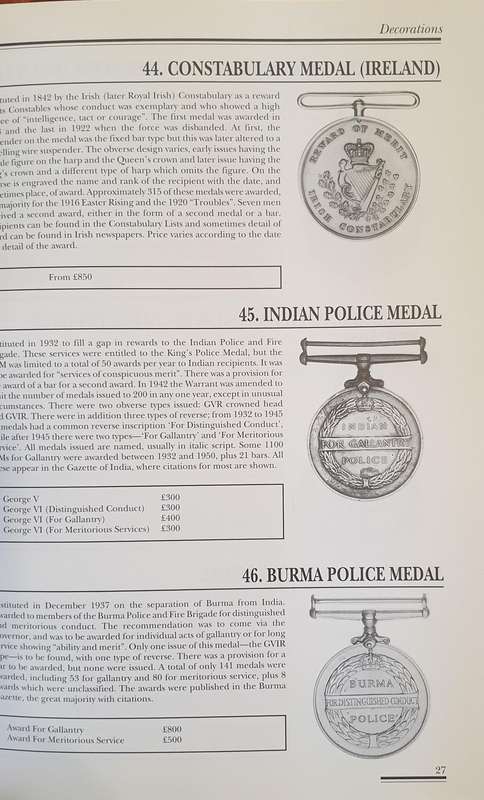 Decorations
44. CONSTABULARY MEDAL (IRELAND)
tuted in 1842 by the Irish (later Royal Irish) Constabulary as a reward
ts Constables whose conduct was exemplary and who showed a high
ee of “intelligence, tact or courage”. The first medal was awarded in
and the last in 1922 when the force was disbanded. At first, the
ender on the medal was the fixed bar type but this was later altered to a
elling wire suspender. The obverse design varies, early issues having the
le figure on the harp and the Queen's crown and later issue having the
g's crown and a different type of harp which omits the figure. On the
rse is engraved the name and rank of the recipient with the date, and
etimes place, of award. Approximately 315 of these medals were awarded,
majority for the 1916 Easter Rising and the 1920 “Troubles”. Seven men
ived a second award, either in the form of a second medal or a bar.
ipients can be found in the Constabulary Lists and sometimes detail of
rd can be found in Irish newspapers. Price varies according to the date
detail of the award.
REWARD OF MERIT
IRISH CONSTABULARY
From £850
45. INDIAN POLICE MEDAL
tituted in 1932 to fill a gap in rewards to the Indian Police and Fire
gade. These services were entitled to the King's Police Medal, but the
M was limited to a total of 50 awards per year to Indian recipients. It was
be awarded for “services of conspicuous merit”. There was a provision for
award of a bar for a second award. In 1942 the Warrant was amended to
it the number of medals issued to 200 in any one year, except in unusual
cumstances. There were two obverse types issued: GVR crowned head
d GVIR. There were in addition three types of reverse; from 1932 to 1945
medals had a common reverse inscription ‘For Distinguished Conduct’,
ile after 1945 there were two types—‘For Gallantry’ and ‘For Meritorious
rvice’. All medals issued are named, usually in italic script. Some 1100
Ms for Gallantry were awarded between 1932 and 1950, plus 21 bars. All
ese appear in the Gazette of India, where citations for most are shown.
INDIAN
FOR GALLANTRY
POLICE
George V £300
George VI (Distinguished Conduct) £300
George VI (For Gallantry) £400
George VI (For Meritorious Services) £300
46. BURMA POLICE MEDAL
stituted in December 1937 on the separation of Burma from India.
warded to members of the Burma Police and Fire Brigade for distinguished
nd meritorious conduct. The recommendation was to come via the
overnor, and was to be awarded for individual acts of gallantry or for long
rvice showing “ability and merit”. Only one issue of this medal—the GVIR
pe—is to be found, with one type of reverse. There was a provision for a
ar to be awarded, but none issued. A total of only 141 medals were
warded, including 53 for gallantry and 80 for meritorious service, plus 8
wards which were unclassified. The awards were published in the Burma
azette, the great majority with citations.
BURMA
FOR DISTINGUISHED CONDUCT
POLICE
Award For Gallantry £800
Award For Meritorious Service £500
27